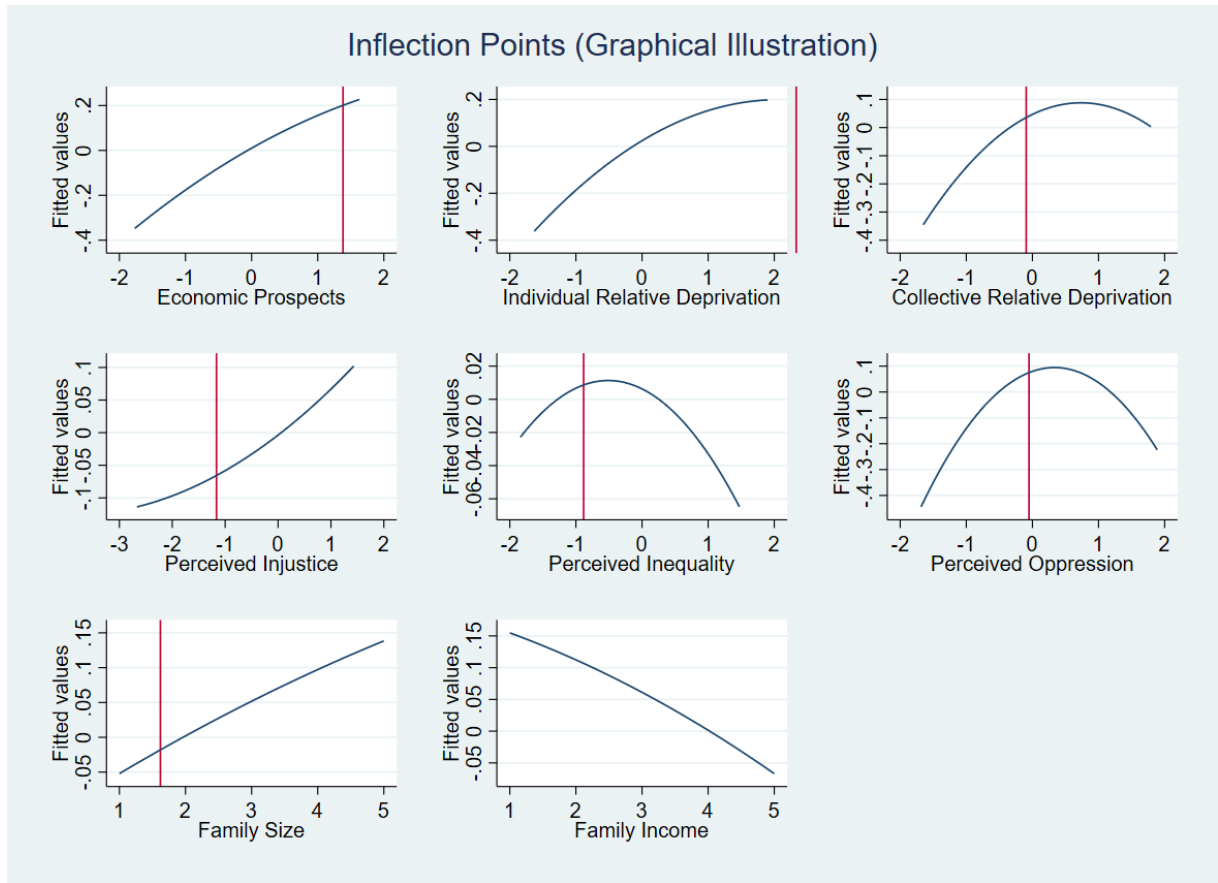 Inflection Points (Graphical Illustration)
Fitted values
.2
0
-.2
-.4
-2 -1 0 1 2
Economic Prospects
Fitted values
.2
0
-.2
-.4
-2 -1 0 1 2
Individual Relative Deprivation
Fitted values
.1
0
-.1
-.2
-.3
-.4
-2 -1 0 1 2
Collective Relative Deprivation
Fitted values
.1
.05
0
-.05
-.1
-3 -2 -1 0 1 2
Perceived Injustice
Fitted values
.02
0
-.02
-.04
-.06
-2 -1 0 1 2
Perceived Inequality
Fitted values
.1
0
-.1
-.2
-.3
-.4
-2 -1 0 1 2
Perceived Oppression
Fitted values
.15
.1
.05
0
-.05
1 2 3 4 5
Family Size
Fitted values
.15
.1
.05
0
-.05
1 2 3 4 5
Family Income